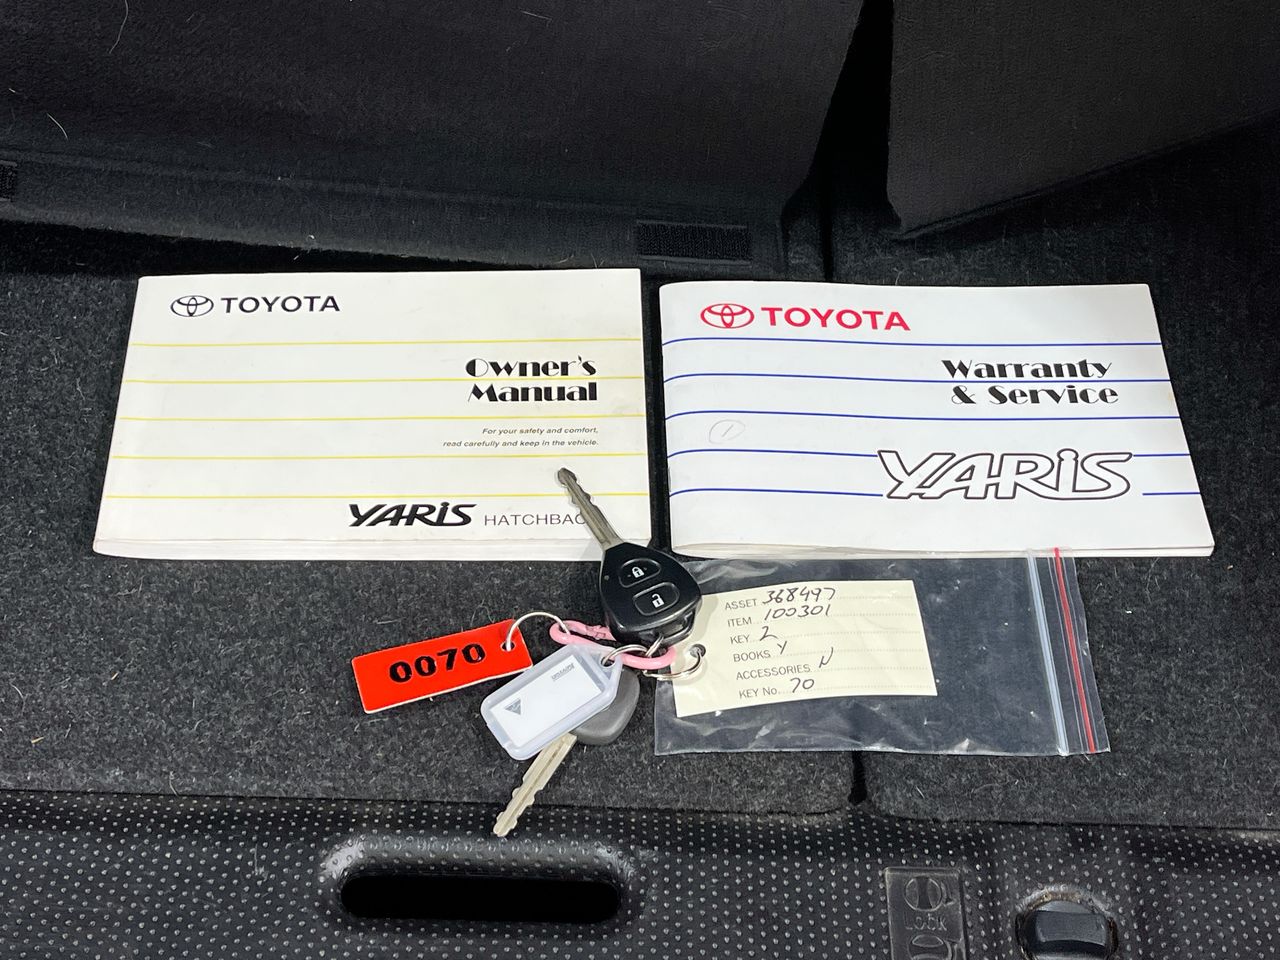 TOYOTA
Owner's
Manual
For your safety and comfort,
read carefully and keep in the vehicle.
YARIS HATCHBAC
TOYOTA
Warranty
& Service
1
YARIS
ASSET 368497
ITEM 100301
KEY 2
BOOKS Y
ACCESSORIES N
KEY No. 70
0070